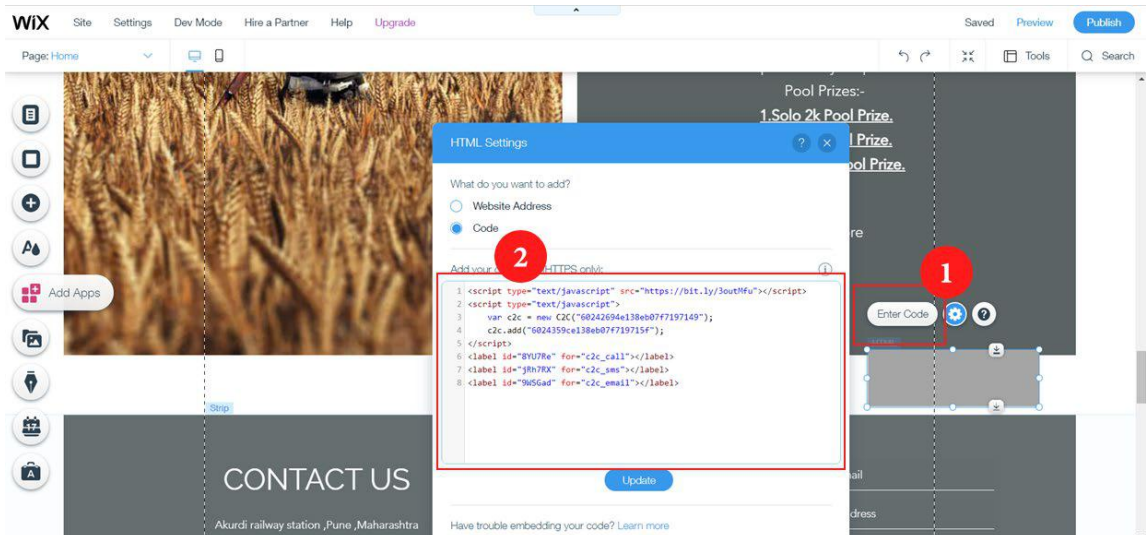 WiX Site Settings Dev Mode Hire a Partner Help Upgrade Saved Preview Publish
Page: Home Tools Search
Pool Prizes:-
1.Solo 2k Pool Prize.
l Prize.
ool Prize.
re
HTML Settings ?
What do you want to add?
Website Address
Code
2
Add your HTTPS only):
1 <script type="text/javascript" src="https://bit.ly/3outMfu"></script>
2 <script type="text/javascript">
3 var c2c = new C2C("60242694e138eb07f7197149");
4 c2c.add("6024359ce138eb07f719715f");
5 </script>
6 <label id="8YU7Re" for="c2c_call"></label>
7 <label id="jRh7RX" for="c2c_sms"></label>
8 <label id="9WSGad" for="c2c_email"></label>
Update
Have trouble embedding your code? Learn more
1
Enter Code ?
HTML
Add Apps
17
A
Strip
CONTACT US
Akurdi railway station ,Pune ,Maharashtra
ail
dress